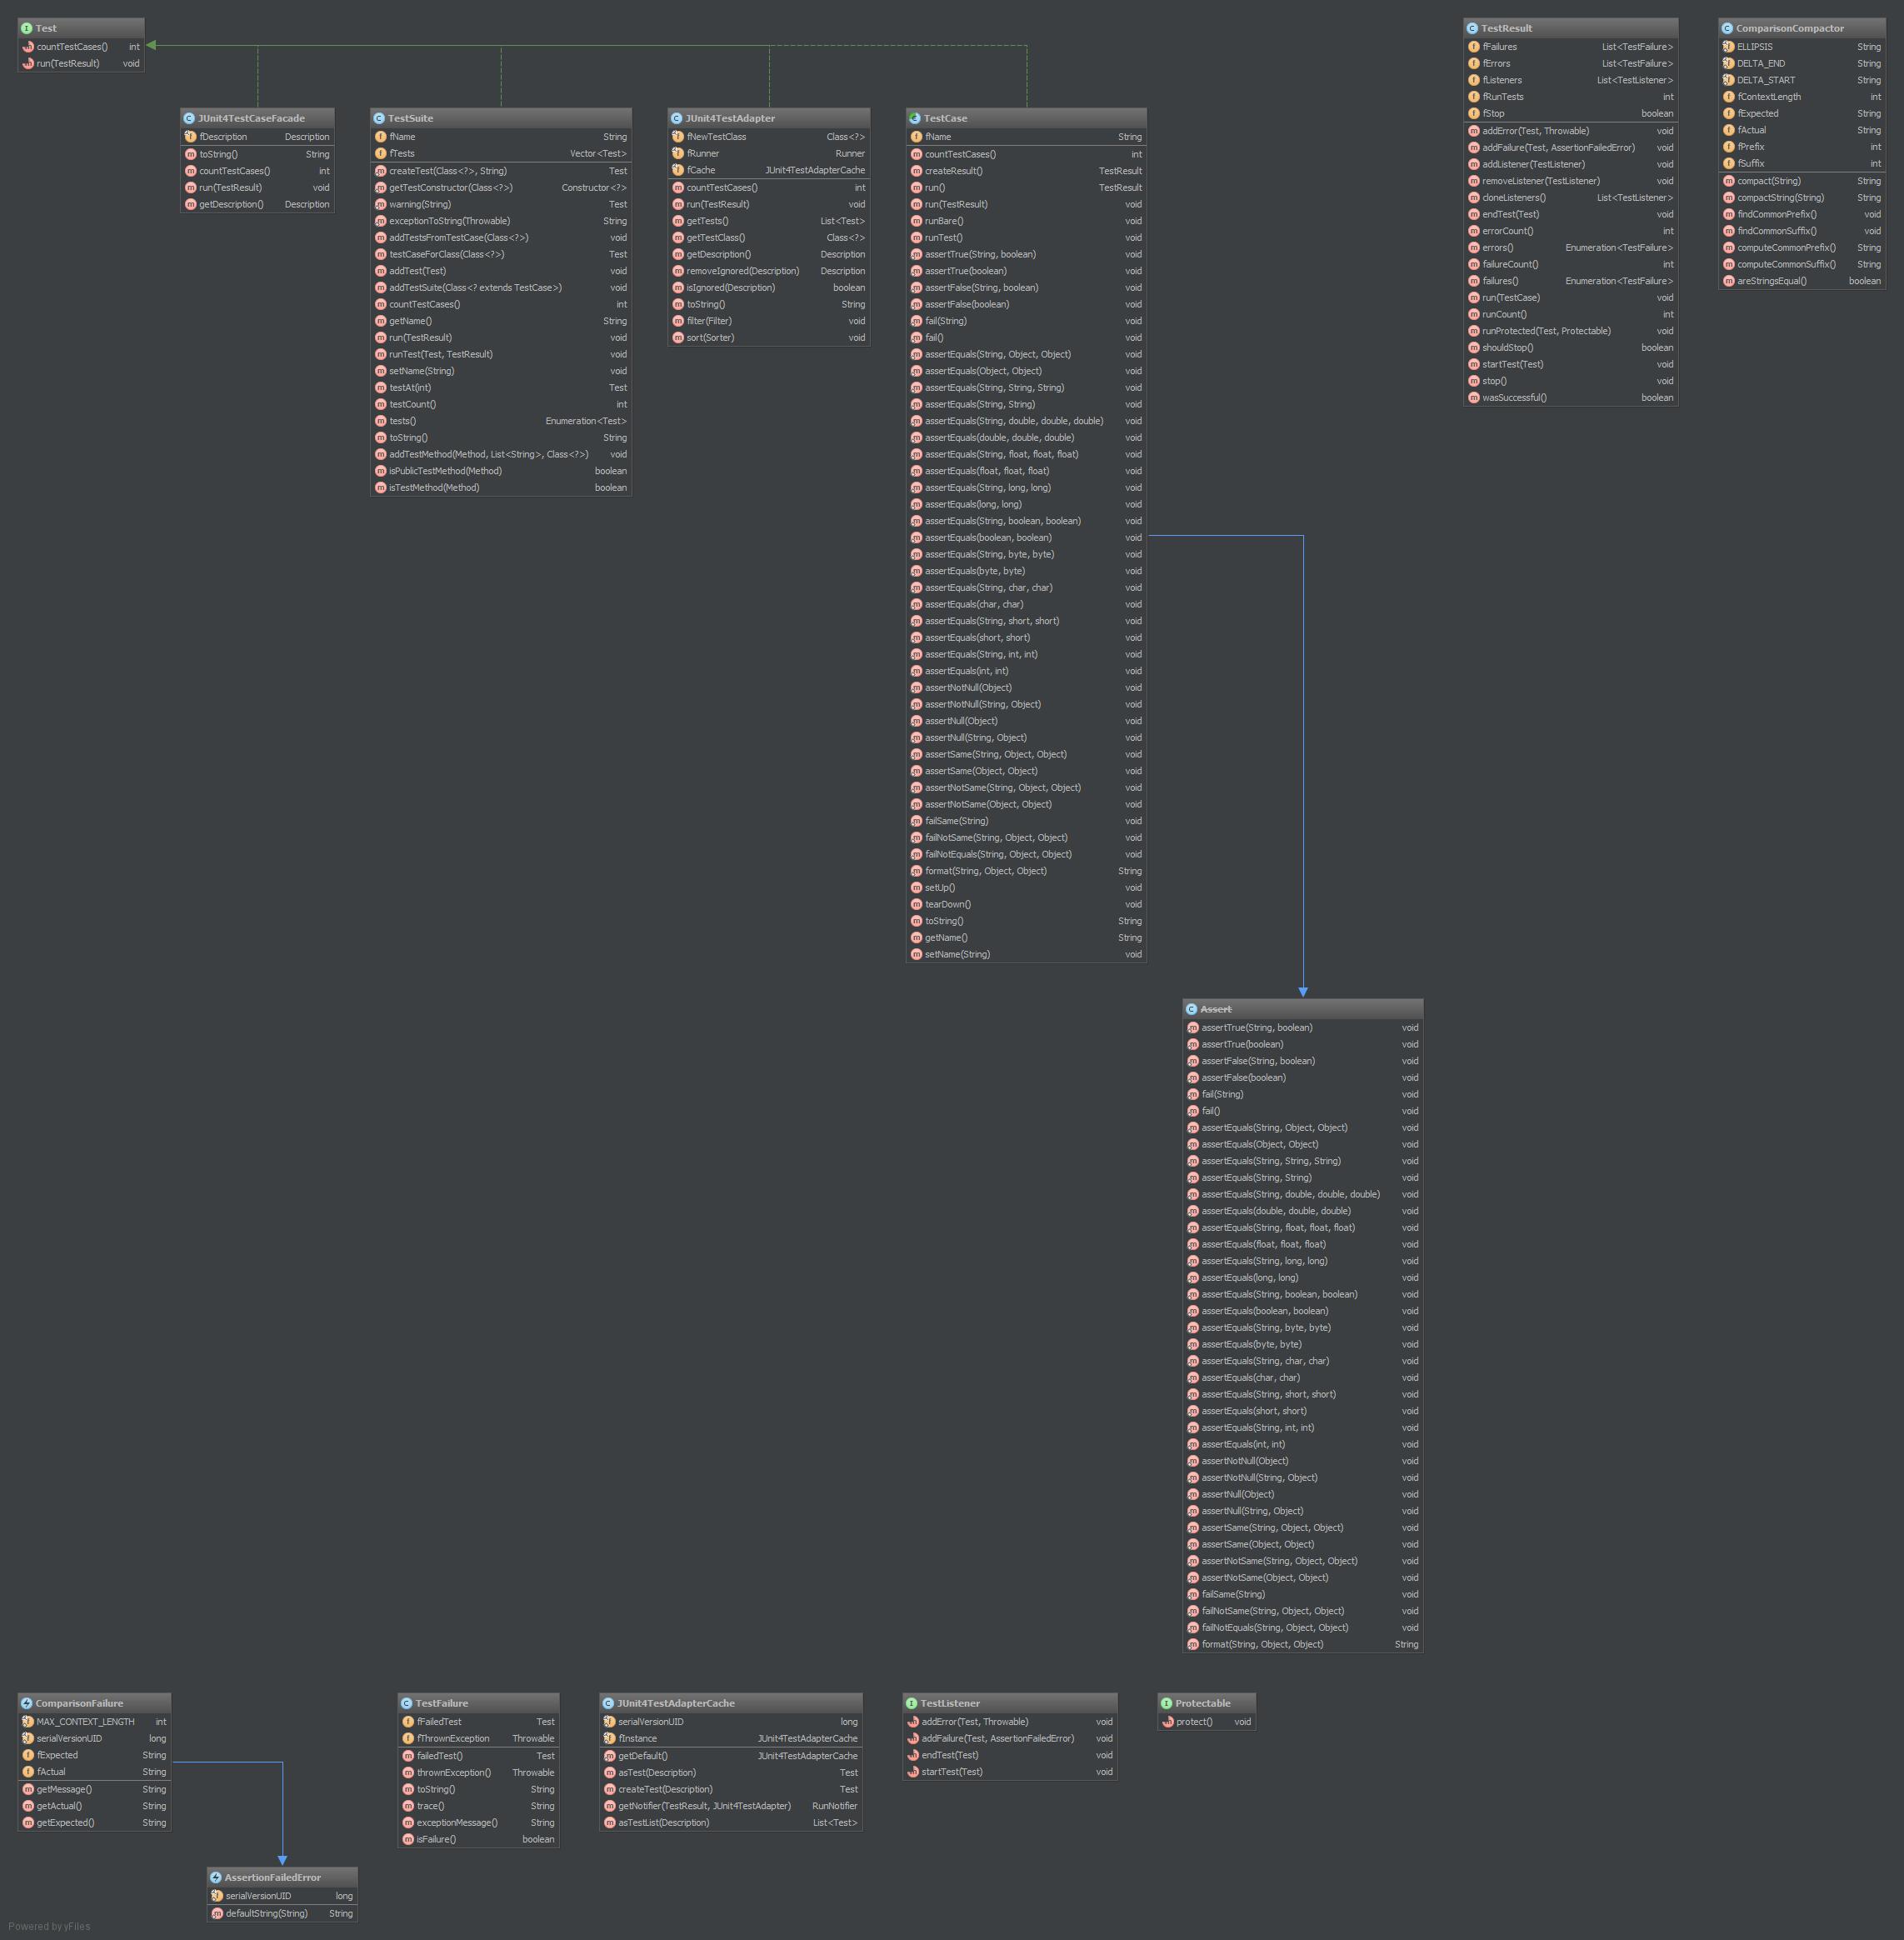 Test
countTestCases() int
run(TestResult) void
JUnit4TestCaseFacade
fDescription Description
toString() String
countTestCases() int
run(TestResult) void
getDescription() Description
TestSuite
fName String
fTests Vector<Test>
createTest(Class<?>, String) Test
getTestConstructor(Class<?>) Constructor<?>
warning(String) Test
exceptionToString(Throwable) String
addTestsFromTestCase(Class<?>) void
testCaseForClass(Class<?>) Test
addTest(Test) void
addTestSuite(Class<? extends TestCase>) void
countTestCases() int
getName() String
run(TestResult) void
runTest(Test, TestResult) void
setName(String) void
testAt(int) Test
testCount() int
tests() Enumeration<Test>
toString() String
addTestMethod(Method, List<String>, Class<?>) void
isPublicTestMethod(Method) boolean
isTestMethod(Method) boolean
JUnit4TestAdapter
fNewTestClass Class<?>
fRunner Runner
fCache JUnit4TestAdapterCache
countTestCases() int
run(TestResult) void
getTests() List<Test>
getTestClass() Class<?>
getDescription() Description
removeIgnored(Description) Description
isIgnored(Description) boolean
toString() String
filter(Filter) void
sort(Sorter) void
TestCase
fName String
countTestCases() int
createResult() TestResult
run() TestResult
run(TestResult) void
runBare() void
runTest() void
assertTrue(String, boolean) void
assertTrue(boolean) void
assertFalse(String, boolean) void
assertFalse(boolean) void
fail(String) void
fail() void
assertEquals(String, Object, Object) void
assertEquals(Object, Object) void
assertEquals(String, String, String) void
assertEquals(String, String) void
assertEquals(String, double, double, double) void
assertEquals(double, double, double) void
assertEquals(String, float, float, float) void
assertEquals(float, float, float) void
assertEquals(String, long, long) void
assertEquals(long, long) void
assertEquals(String, boolean, boolean) void
assertEquals(boolean, boolean) void
assertEquals(String, byte, byte) void
assertEquals(byte, byte) void
assertEquals(String, char, char) void
assertEquals(char, char) void
assertEquals(String, short, short) void
assertEquals(short, short) void
assertEquals(String, int, int) void
assertEquals(int, int) void
assertNotNull(Object) void
assertNotNull(String, Object) void
assertNull(Object) void
assertNull(String, Object) void
assertSame(String, Object, Object) void
assertSame(Object, Object) void
assertNotSame(String, Object, Object) void
assertNotSame(Object, Object) void
failSame(String) void
failNotSame(String, Object, Object) void
failNotEquals(String, Object, Object) void
format(String, Object, Object) String
setUp() void
tearDown() void
toString() String
getName() String
setName(String) void
TestResult
fFailures List<TestFailure>
fErrors List<TestFailure>
fListeners List<TestListener>
fRunTests int
fStop boolean
addError(Test, Throwable) void
addFailure(Test, AssertionFailedError) void
addListener(TestListener) void
removeListener(TestListener) void
cloneListeners() List<TestListener>
endTest(Test) void
errorCount() int
errors() Enumeration<TestFailure>
failureCount() int
failures() Enumeration<TestFailure>
run(TestCase) void
runCount() int
runProtected(Test, Protectable) void
shouldStop() boolean
startTest(Test) void
stop() void
wasSuccessful() boolean
ComparisonCompactor
ELLIPSIS String
DELTA_END String
DELTA_START String
fContextLength int
fExpected String
fActual String
fPrefix int
fSuffix int
compact(String) String
compactString(String) String
findCommonPrefix() void
findCommonSuffix() void
computeCommonPrefix() String
computeCommonSuffix() String
areStringsEqual() boolean
Assert
assertTrue(String, boolean) void
assertTrue(boolean) void
assertFalse(String, boolean) void
assertFalse(boolean) void
fail(String) void
fail() void
assertEquals(String, Object, Object) void
assertEquals(Object, Object) void
assertEquals(String, String, String) void
assertEquals(String, String) void
assertEquals(String, double, double, double) void
assertEquals(double, double, double) void
assertEquals(String, float, float, float) void
assertEquals(float, float, float) void
assertEquals(String, long, long) void
assertEquals(long, long) void
assertEquals(String, boolean, boolean) void
assertEquals(boolean, boolean) void
assertEquals(String, byte, byte) void
assertEquals(byte, byte) void
assertEquals(String, char, char) void
assertEquals(char, char) void
assertEquals(String, short, short) void
assertEquals(short, short) void
assertEquals(String, int, int) void
assertEquals(int, int) void
assertNotNull(Object) void
assertNotNull(String, Object) void
assertNull(Object) void
assertNull(String, Object) void
assertSame(String, Object, Object) void
assertSame(Object, Object) void
assertNotSame(String, Object, Object) void
assertNotSame(Object, Object) void
failSame(String) void
failNotSame(String, Object, Object) void
failNotEquals(String, Object, Object) void
format(String, Object, Object) String
ComparisonFailure
MAX_CONTEXT_LENGTH int
serialVersionUID long
fExpected String
fActual String
getMessage() String
getActual() String
getExpected() String
AssertionFailedError
serialVersionUID long
defaultString(String) String
TestFailure
fFailedTest Test
fThrownException Throwable
failedTest() Test
thrownException() Throwable
toString() String
trace() String
exceptionMessage() String
isFailure() boolean
JUnit4TestAdapterCache
serialVersionUID long
fInstance JUnit4TestAdapterCache
getDefault() JUnit4TestAdapterCache
asTest(Description) Test
createTest(Description) Test
getNotifier(TestResult, JUnit4TestAdapter) RunNotifier
asTestList(Description) List<Test>
TestListener
addError(Test, Throwable) void
addFailure(Test, AssertionFailedError) void
endTest(Test) void
startTest(Test) void
Protectable
protect() void
Powered by yFiles